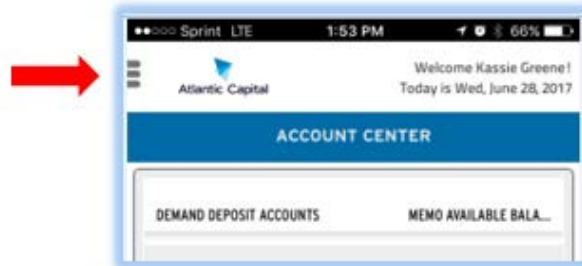 Sprint LTE 1:53 PM 66%
Atlantic Capital
Welcome Kassie Greene!
Today is Wed, June 28, 2017
ACCOUNT CENTER
DEMAND DEPOSIT ACCOUNTS MEMO AVAILABLE BALA...